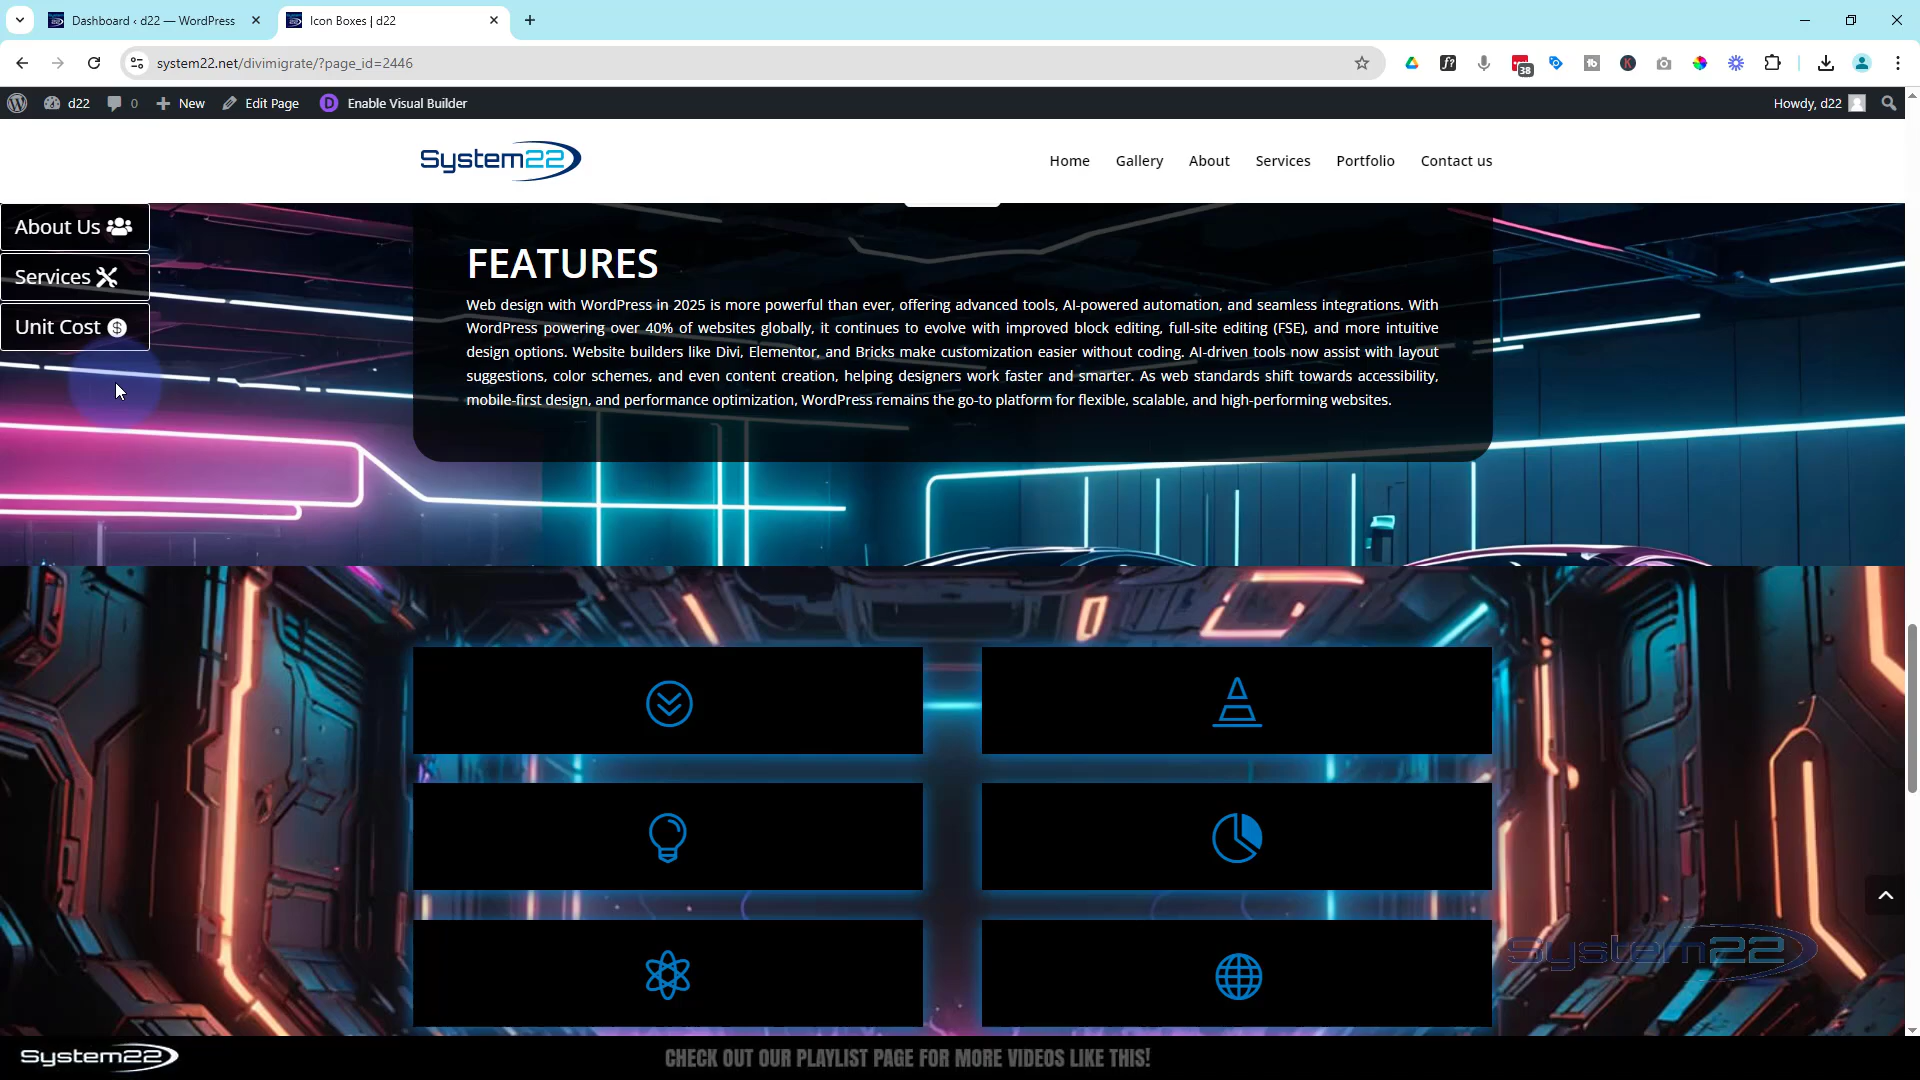 Dashboard ‹ d22 — WordPress
Icon Boxes | d22
system22.net/divimigrate/?page_id=2446
38
d22
0
New
Edit Page
D
Enable Visual Builder
Howdy, d22
System22
Home
Gallery
About
Services
Portfolio
Contact us
About Us
Services
Unit Cost
FEATURES
Web design with WordPress in 2025 is more powerful than ever, offering advanced tools, AI-powered automation, and seamless integrations. With
WordPress powering over 40% of websites globally, it continues to evolve with improved block editing, full-site editing (FSE), and more intuitive
design options. Website builders like Divi, Elementor, and Bricks make customization easier without coding. AI-driven tools now assist with layout
suggestions, color schemes, and even content creation, helping designers work faster and smarter. As web standards shift towards accessibility,
mobile-first design, and performance optimization, WordPress remains the go-to platform for flexible, scalable, and high-performing websites.
System22
System22
CHECK OUT OUR PLAYLIST PAGE FOR MORE VIDEOS LIKE THIS!